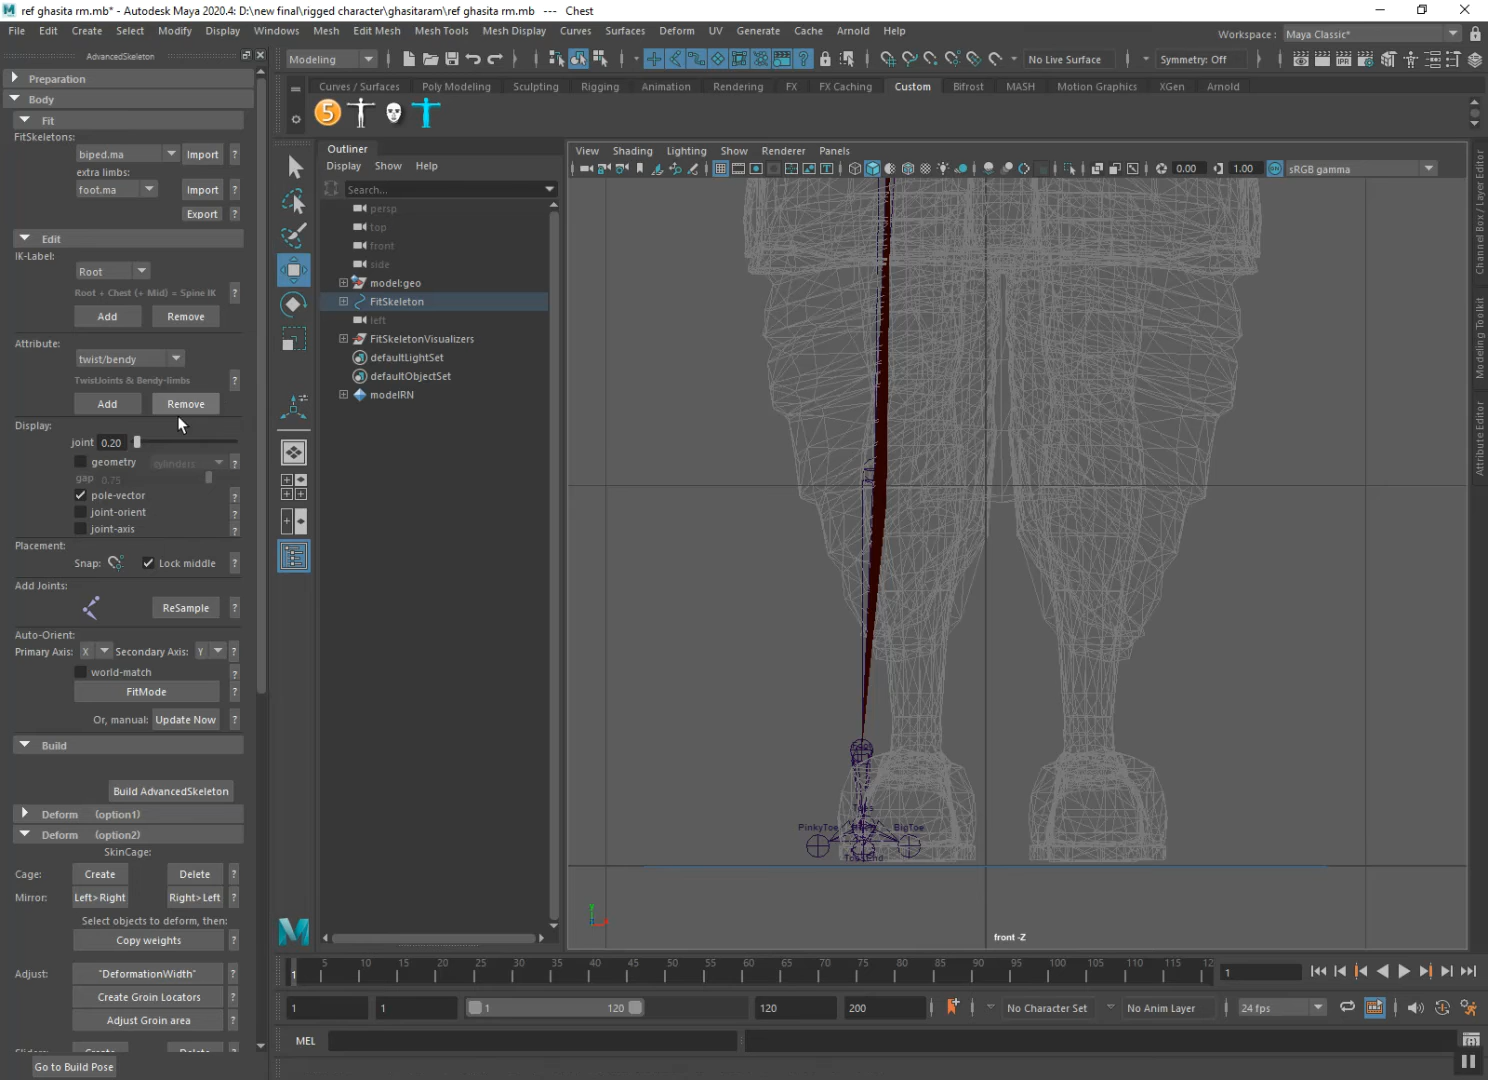 ref ghasita rm.mb* - Autodesk Maya 2020.4: D:\new final\rigged character\ghasitaram\ref ghasita rm.mb --- Chest
File Edit Create Select Modify Display Windows Mesh Edit Mesh Mesh Tools Mesh Display Curves Surfaces Deform UV Generate Cache Arnold Help
Workspace: Maya Classic*
AdvancedSkeleton
Modeling
No Live Surface
Symmetry: Off
Preparation
Body
Fit
FitSkeletons:
biped.ma Import ?
extra limbs:
foot.ma Import ?
Export ?
Edit
IK-Label:
Root
Root + Chest (+ Mid) = Spine IK ?
Add Remove
Attribute:
twist/bendy
TwistJoints & Bendy-limbs ?
Add Remove
Display:
joint 0.20
geometry cylinders ?
gap 0.75
pole-vector ?
joint-orient ?
joint-axis ?
Placement:
Snap: Lock middle ?
Add Joints:
ReSample ?
Auto-Orient:
Primary Axis: X Secondary Axis: Y ?
world-match ?
FitMode ?
Or, manual: Update Now ?
Build
Build AdvancedSkeleton
Deform (option1)
Deform (option2)
SkinCage:
Cage: Create Delete ?
Mirror: Left>Right Right>Left ?
Select objects to deform, then:
Copy weights ?
Adjust: "DeformationWidth" ?
Create Groin Locators ?
Adjust Groin area ?
Go to Build Pose
Curves / Surfaces Poly Modeling Sculpting Rigging Animation Rendering FX FX Caching Custom Bifrost MASH Motion Graphics XGen Arnold
5
Outliner
Display Show Help
Search...
persp
top
front
side
model:geo
FitSkeleton
left
FitSkeletonVisualizers
defaultLightSet
defaultObjectSet
modelRN
View Shading Lighting Show Renderer Panels
0.00 1.00 sRGB gamma
PinkyToe
BigToe
Toes
front -Z
Channel Box / Layer Editor
Modeling Toolkit
Attribute Editor
5 10 15 20 25 30 35 40 45 50 55 60 65 70 75 80 85 90 95 100 105 110 115 12
1
1
1 1 1 120 120 200
No Character Set
No Anim Layer
24 fps
MEL